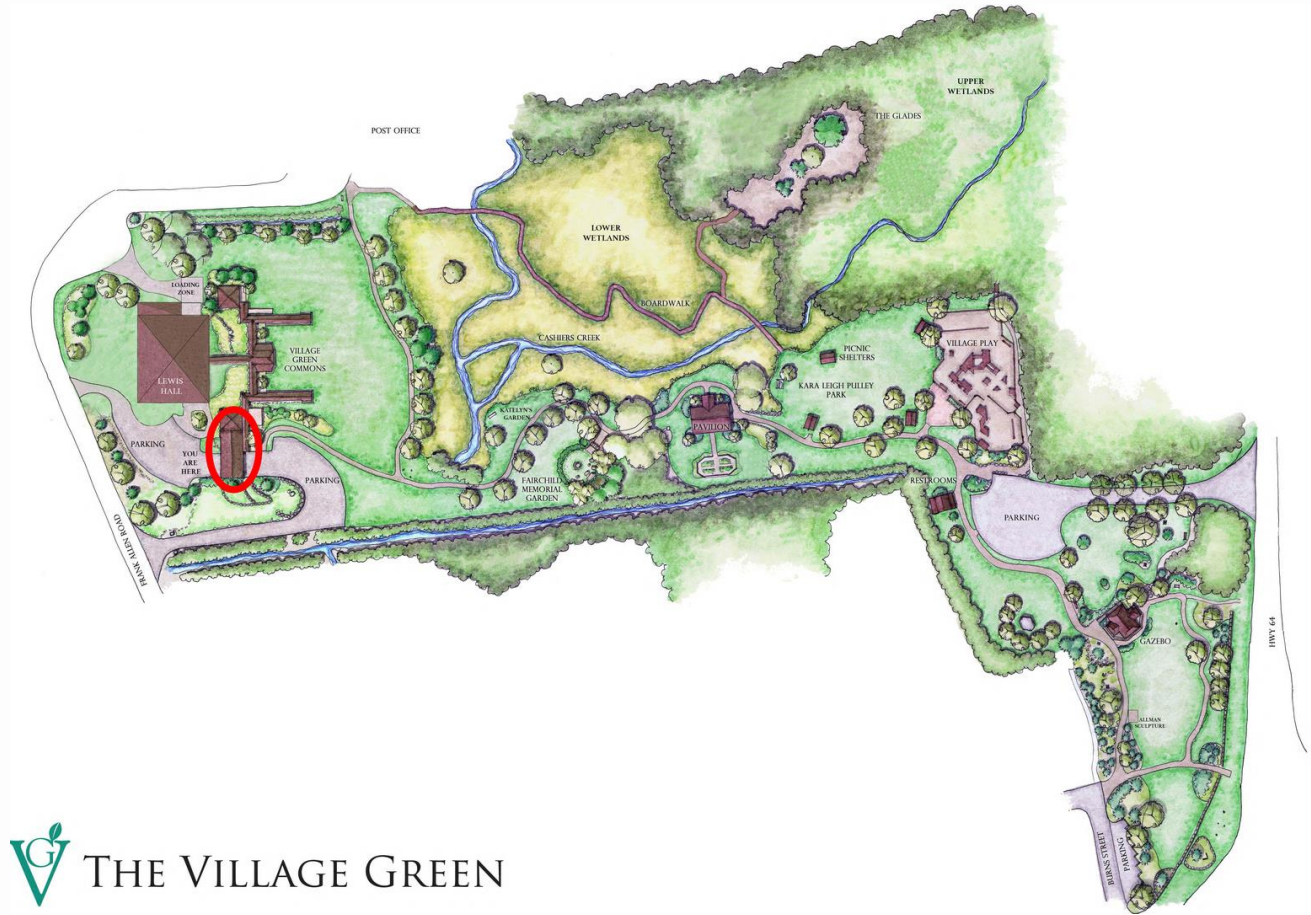 UPPER
WETLANDS
THE GLADES
POST OFFICE
LOWER
WETLANDS
LOADING
ZONE
BOARDWALK
CASHIERS CREEK
VILLAGE
GREEN
COMMONS
PICNIC
SHELTERS
VILLAGE PLAY
KARA LEIGH PULLEY
PARK
LEWIS
HALL
KATELYN'S
GARDEN
PAVILION
PARKING
YOU
ARE
HERE
PARKING
FAIRCHILD
MEMORIAL
GARDEN
RESTROOMS
PARKING
FRANK ALLEN ROAD
GAZEBO
HWY 64
ALLMAN
SCULPTURE
BURNS STREET
PARKING
VG
THE VILLAGE GREEN